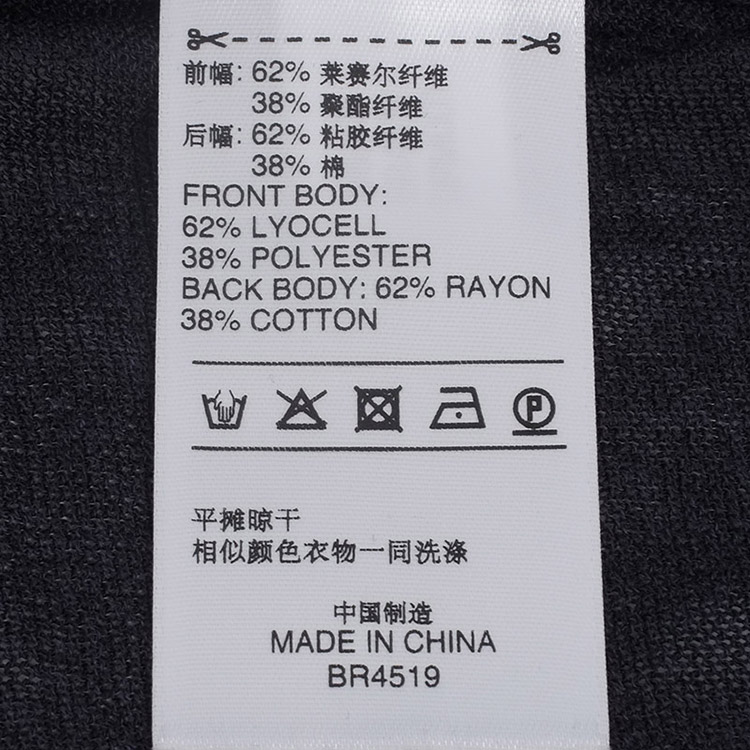 前幅: 62% 莱赛尔纤维
38% 聚酯纤维
后幅: 62% 粘胶纤维
38% 棉
FRONT BODY:
62% LYOCELL
38% POLYESTER
BACK BODY: 62% RAYON
38% COTTON
P
平摊晾干
相似颜色衣物一同洗涤
中国制造
MADE IN CHINA
BR4519